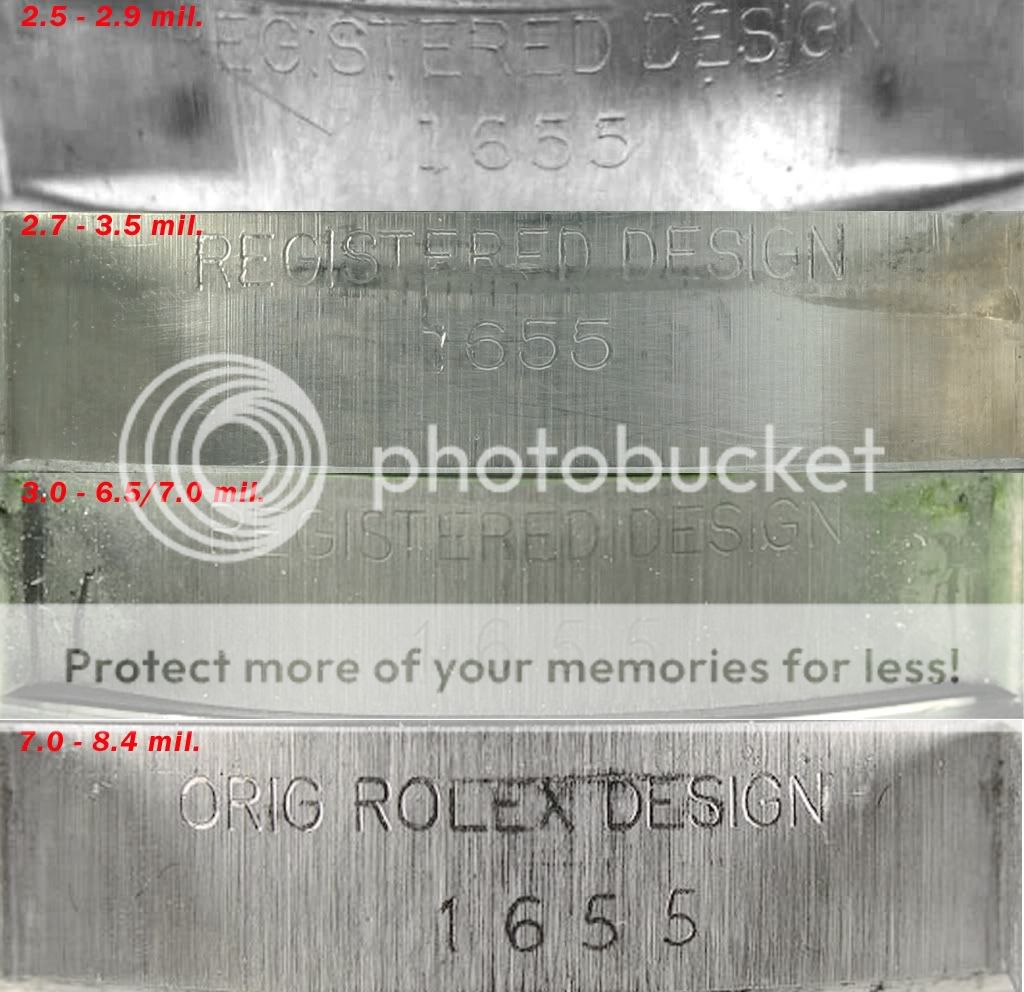 2.5 - 2.9 mil.
REGISTERED DESIGN
1655
2.7 - 3.5 mil.
REGISTERED DESIGN
1655
photobucket
3.0 - 6.5/7.0 mil.
REGISTERED DESIGN
1655
Protect more of your memories for less!
7.0 - 8.4 mil.
ORIG ROLEX DESIGN
1655